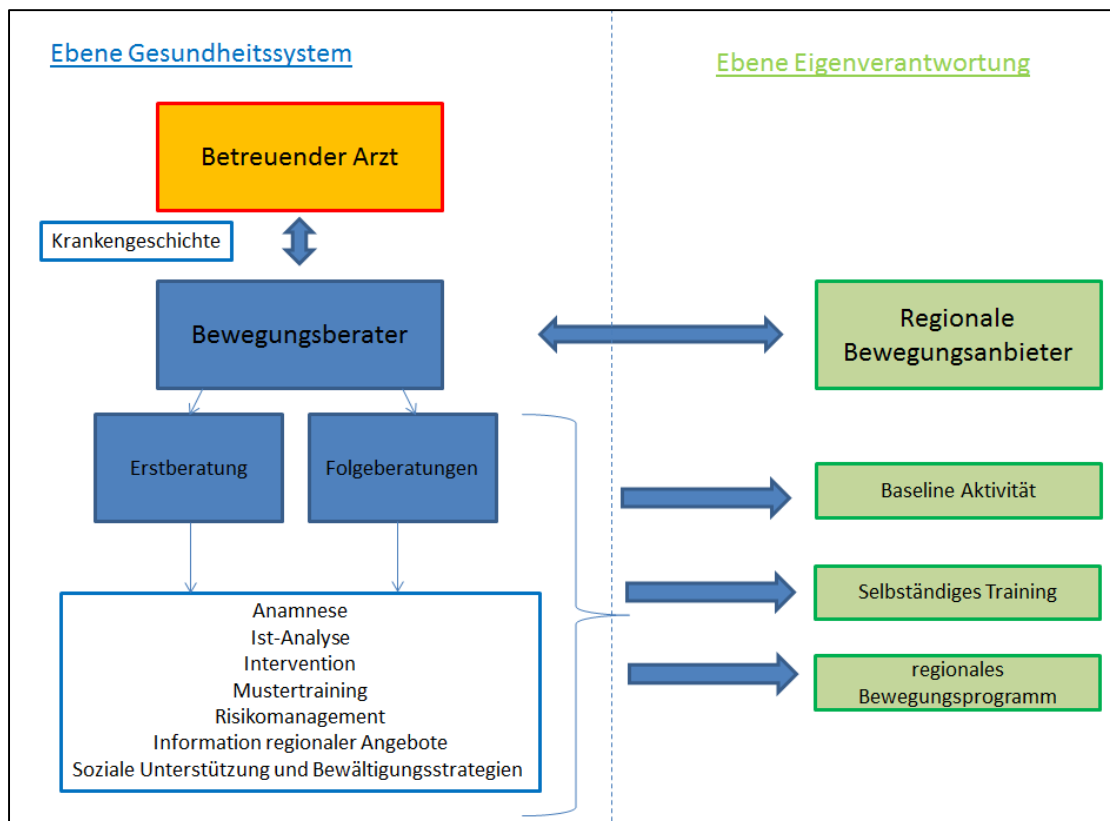 Ebene Gesundheitssystem
Ebene Eigenverantwortung
Betreuender Arzt
Krankengeschichte
Bewegungsberater
Regionale
Bewegungsanbieter
Erstberatung
Folgeberatungen
Baseline Aktivität
Selbständiges Training
regionales
Bewegungsprogramm
Anamnese
Ist-Analyse
Intervention
Mustertraining
Risikomanagement
Information regionaler Angebote
Soziale Unterstützung und Bewältigungsstrategien